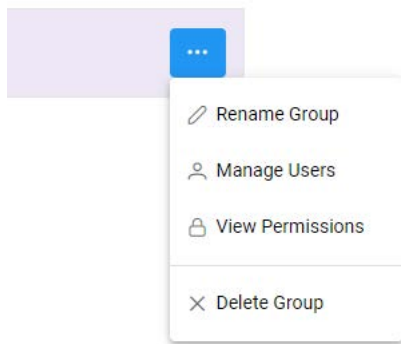 Rename Group
Manage Users
View Permissions
Delete Group